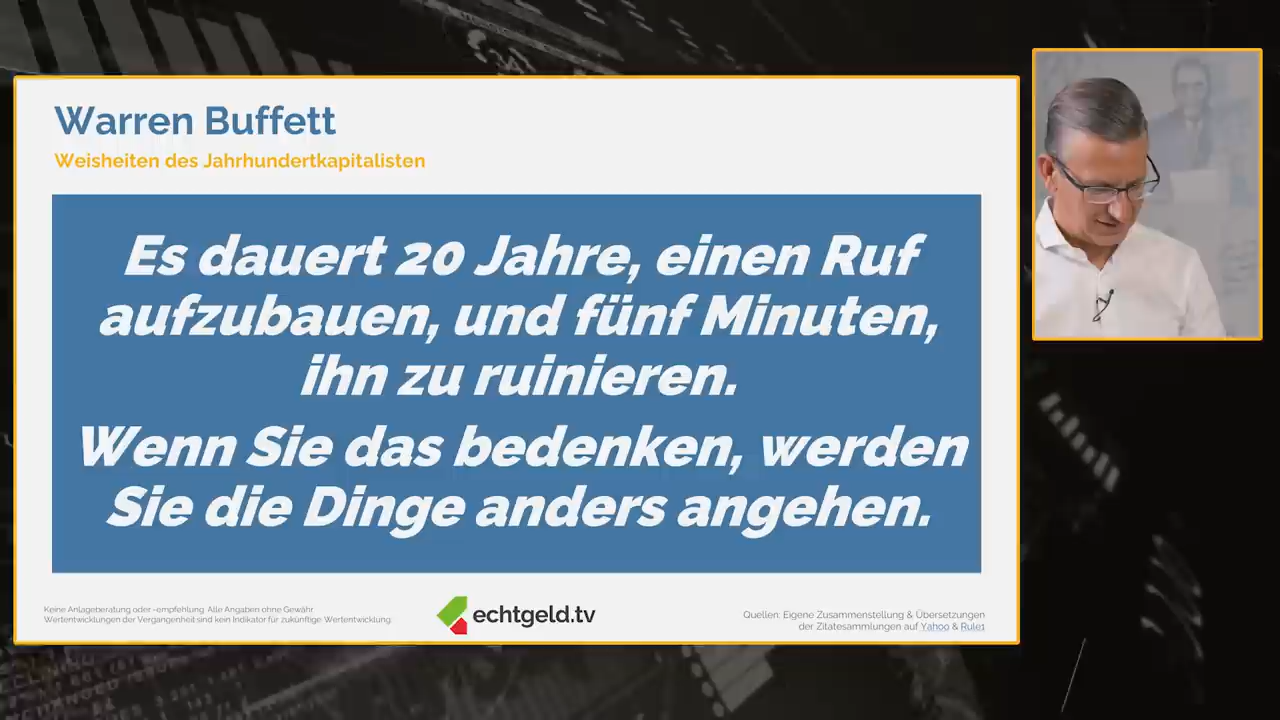 Warren Buffett
Weisheiten des Jahrhundertkapitalisten
Es dauert 20 Jahre, einen Ruf
aufzubauen, und fünf Minuten,
ihn zu ruinieren.
Wenn Sie das bedenken, werden
Sie die Dinge anders angehen.
Keine Anlageberatung oder -empfehlung. Alle Angaben ohne Gewähr.
Wertentwicklungen der Vergangenheit sind kein Indikator für zukünftige Wertentwicklung.
echtgeld.tv
Quellen: Eigene Zusammenstellung & Übersetzungen
der Zitatesammlungen auf Yahoo & Rule1